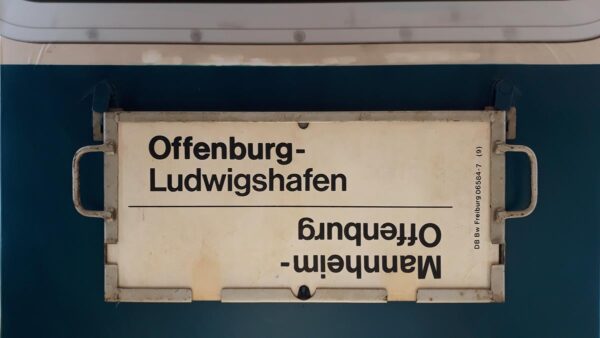 Offenburg-
Ludwigshafen
Mannheim-
Offenburg
DB Bw Freiburg 06584-7 (9)